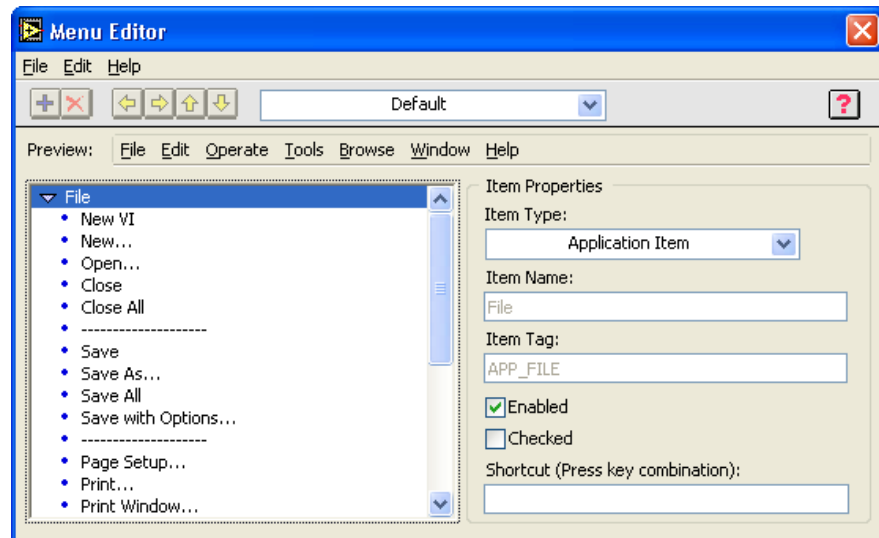 Menu Editor
File Edit Help
Default
?
Preview: File Edit Operate Tools Browse Window Help
File
New VI
New...
Open...
Close
Close All
--------------------
Save
Save As...
Save All
Save with Options...
--------------------
Page Setup...
Print...
Print Window...
Item Properties
Item Type:
Application Item
Item Name:
File
Item Tag:
APP_FILE
Enabled
Checked
Shortcut (Press key combination):